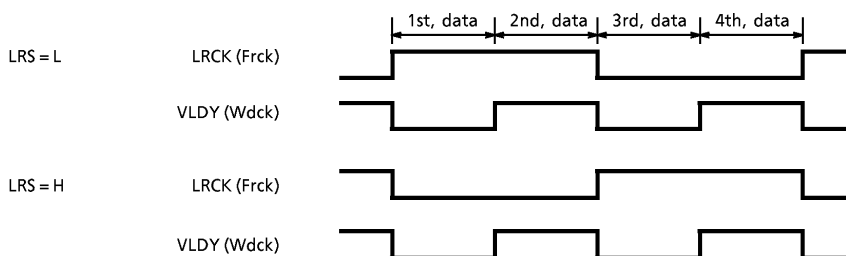 1st, data 2nd, data 3rd, data 4th, data
LRS = L LRCK (Frck)
VLDY (Wdck)
LRS = H LRCK (Frck)
VLDY (Wdck)